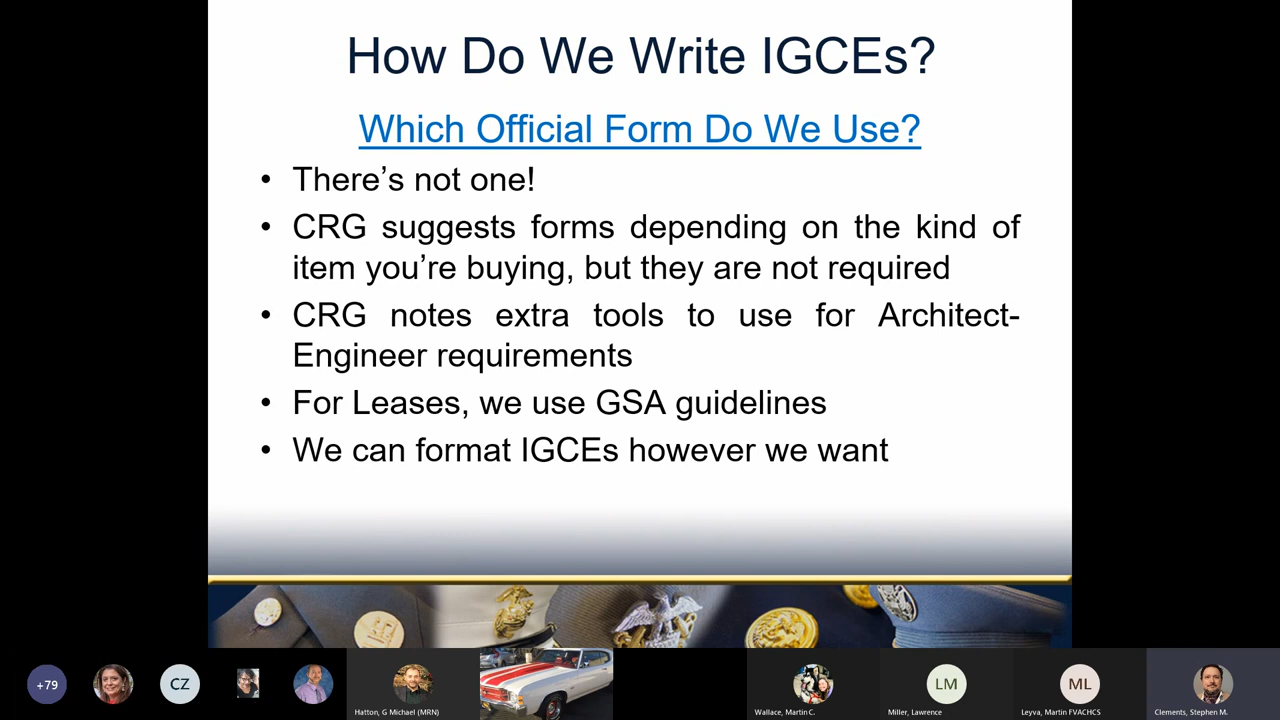 How Do We Write IGCEs?
Which Official Form Do We Use?
• There’s not one!
• CRG suggests forms depending on the kind of
item you’re buying, but they are not required
• CRG notes extra tools to use for Architect-
Engineer requirements
• For Leases, we use GSA guidelines
• We can format IGCEs however we want
+79
CZ
LM
ML
Hatton, G Michael (MRN)
Wallace, Martin C.
Miller, Lawrence
Leyva, Martin FVACHCS
Clements, Stephen M.